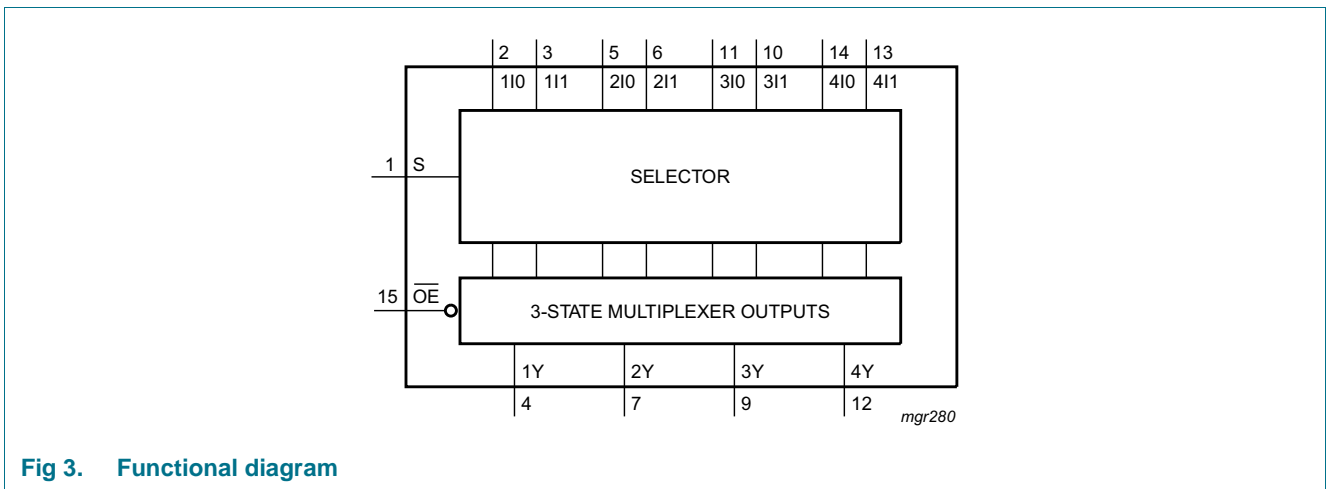 2 3 5 6 11 10 14 13
1I0 1I1 2I0 2I1 3I0 3I1 4I0 4I1
1 S
SELECTOR
15 O̅E̅
3-STATE MULTIPLEXER OUTPUTS
1Y 2Y 3Y 4Y
4 7 9 12
mgr280
Fig 3. Functional diagram